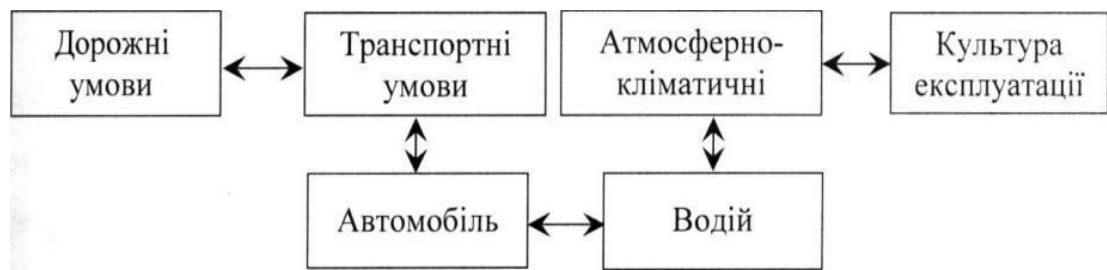 Дорожні
умови
Транспортні
умови
Атмосферно-
кліматичні
Культура
експлуатації
Автомобіль
Водій